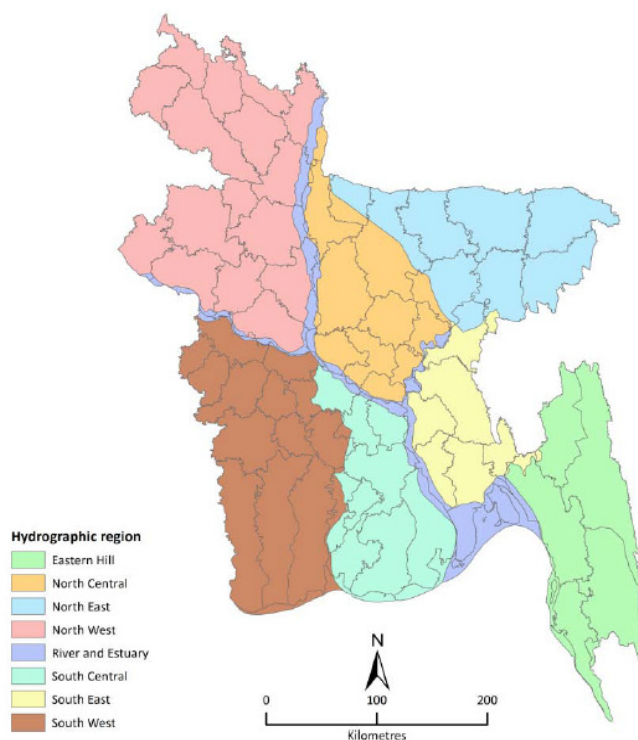 Hydrographic region
Eastern Hill
North Central
North East
North West
River and Estuary
South Central
South East
South West
N
0 100 200
Kilometres